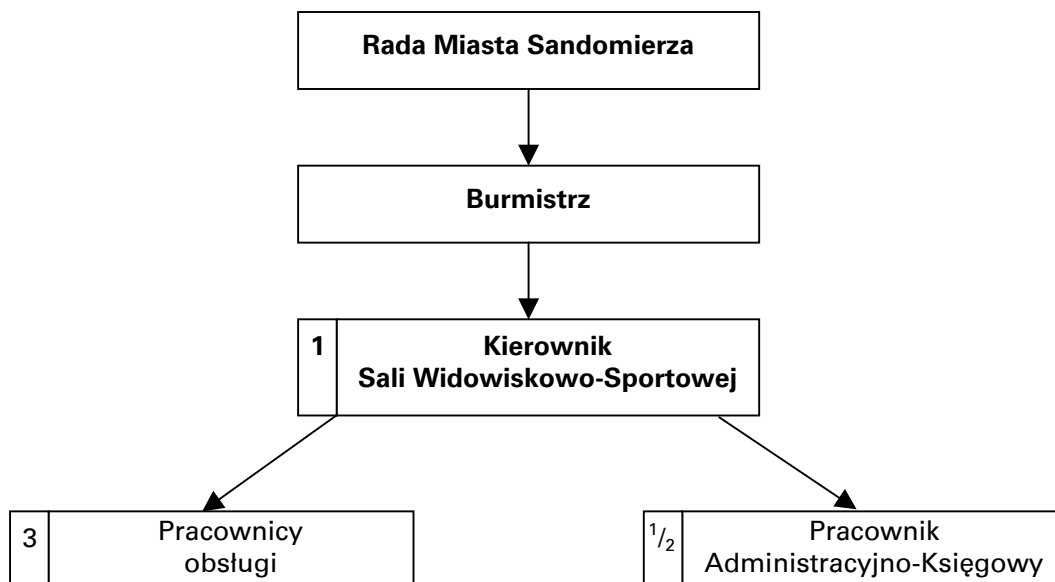 Rada Miasta Sandomierza
Burmistrz
1
Kierownik
Sali Widowiskowo-Sportowej
3
Pracownicy
obsługi
1/2
Pracownik
Administracyjno-Księgowy